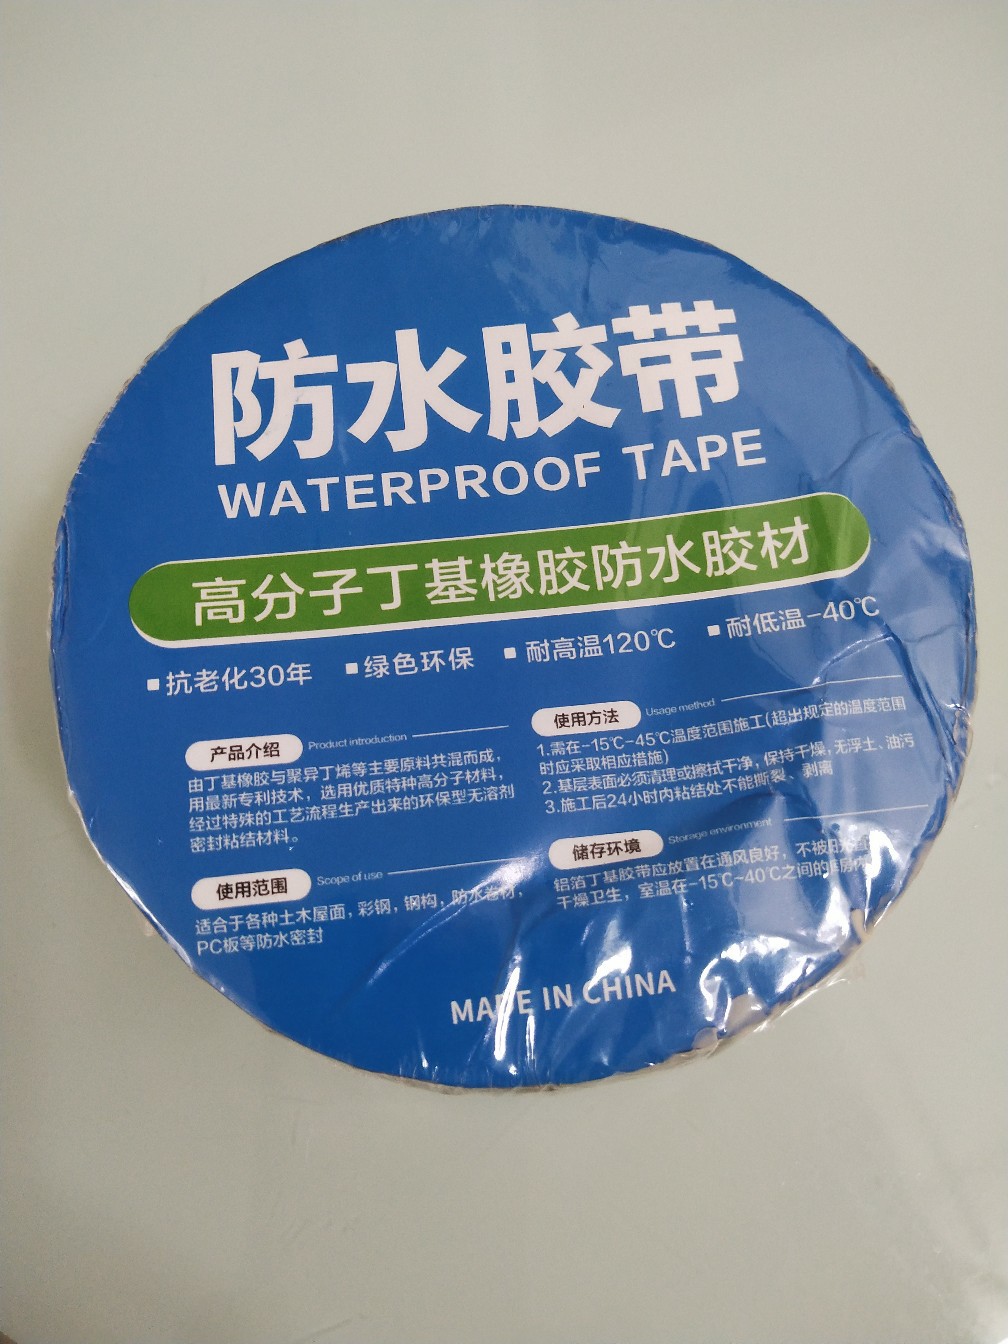 防水胶带
WATERPROOF TAPE
高分子丁基橡胶防水胶材
▪抗老化30年 ▪绿色环保 ▪耐高温120℃ ▪耐低温-40℃
产品介绍 Product introduction
由丁基橡胶与聚异丁烯等主要原料共混而成，
用最新专利技术，选用优质特种高分子材料，
经过特殊的工艺流程生产出来的环保型无溶剂
密封粘结材料。
使用范围 Scope of use
适合于各种土木屋面，彩钢，钢构，防水卷材，
PC板等防水密封
使用方法 Usage method
1.需在-15℃-45℃温度范围施工(超出规定的温度范围
时应采取相应措施)
2.基层表面必须清理或擦拭干净，保持干燥，无浮土、油污
3.施工后24小时内粘结处不能撕裂、剥离
储存环境 Storage environment
铝箔丁基胶带应放置在通风良好，不被
干燥卫生，室温在-15℃~40℃之间的库房内
MADE IN CHINA